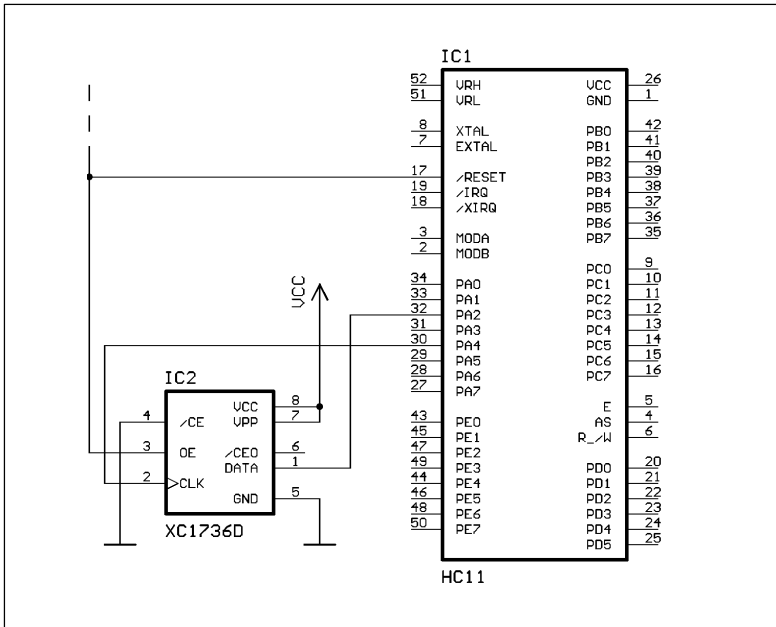 IC1
52 VRH VCC 26
51 VRL GND 1
8 XTAL PB0 42
7 EXTAL PB1 41
PB2 40
17 /RESET PB3 39
19 /IRQ PB4 38
18 /XIRQ PB5 37
PB6 36
3 MODA PB7 35
2 MODB
PC0 9
34 PA0 PC1 10
33 PA1 PC2 11
32 PA2 PC3 12
31 PA3 PC4 13
30 PA4 PC5 14
29 PA5 PC6 15
28 PA6 PC7 16
27 PA7
E 5
43 PE0 AS 4
45 PE1 R_/W 6
47 PE2
49 PE3 PD0 20
44 PE4 PD1 21
46 PE5 PD2 22
48 PE6 PD3 23
50 PE7 PD4 24
PD5 25
HC11
VCC
IC2
VCC 8
4 /CE VPP 7
3 OE /CEO 6
DATA 1
2 CLK
GND 5
XC1736D